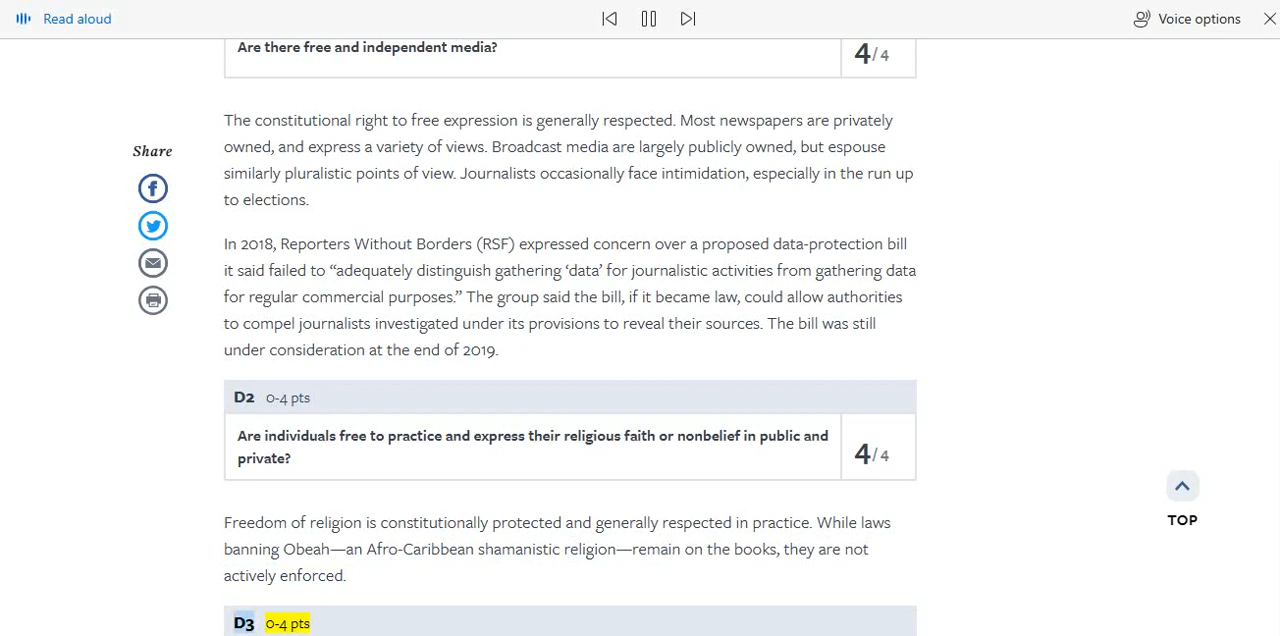 Read aloud
Voice options
Are there free and independent media?
4/4
The constitutional right to free expression is generally respected. Most newspapers are privately
owned, and express a variety of views. Broadcast media are largely publicly owned, but espouse
similarly pluralistic points of view. Journalists occasionally face intimidation, especially in the run up
to elections.
Share
In 2018, Reporters Without Borders (RSF) expressed concern over a proposed data-protection bill
it said failed to “adequately distinguish gathering ‘data’ for journalistic activities from gathering data
for regular commercial purposes.” The group said the bill, if it became law, could allow authorities
to compel journalists investigated under its provisions to reveal their sources. The bill was still
under consideration at the end of 2019.
D2 0-4 pts
Are individuals free to practice and express their religious faith or nonbelief in public and
private?
4/4
TOP
Freedom of religion is constitutionally protected and generally respected in practice. While laws
banning Obeah—an Afro-Caribbean shamanistic religion—remain on the books, they are not
actively enforced.
D3 0-4 pts